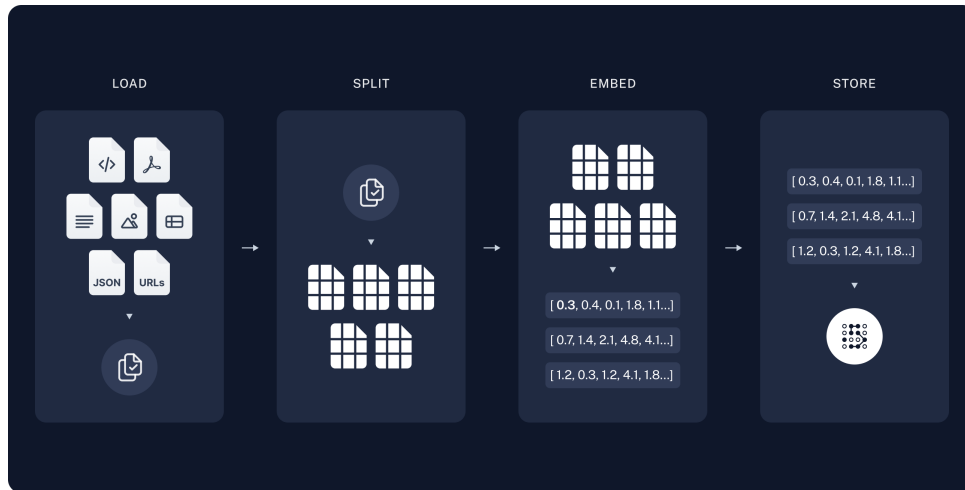 LOAD
SPLIT
EMBED
STORE
</>
JSON
URLs
[ 0.3, 0.4, 0.1, 1.8, 1.1...]
[ 0.7, 1.4, 2.1, 4.8, 4.1...]
[ 1.2, 0.3, 1.2, 4.1, 1.8...]
[ 0.3, 0.4, 0.1, 1.8, 1.1...]
[ 0.7, 1.4, 2.1, 4.8, 4.1...]
[ 1.2, 0.3, 1.2, 4.1, 1.8...]